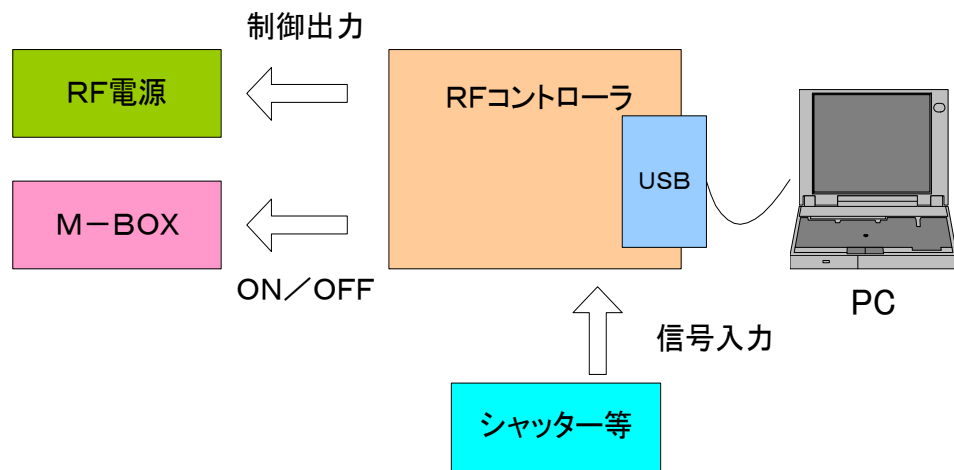 制御出力
RF電源
RFコントローラ
USB
M－BOX
ON／OFF
PC
信号入力
シャッター等